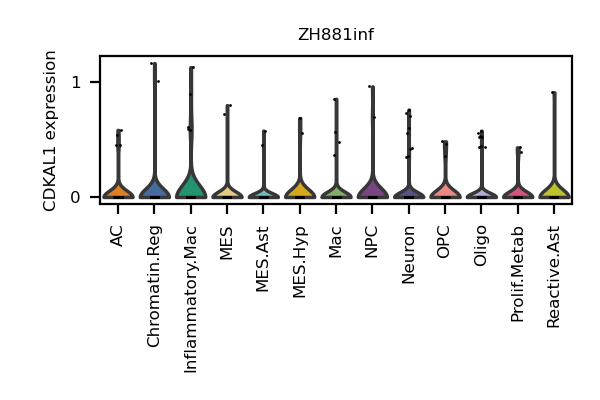 ZH881inf
CDKAL1 expression
1
0
AC
Chromatin.Reg
Inflammatory.Mac
MES
MES.Ast
MES.Hyp
Mac
NPC
Neuron
OPC
Oligo
Prolif.Metab
Reactive.Ast